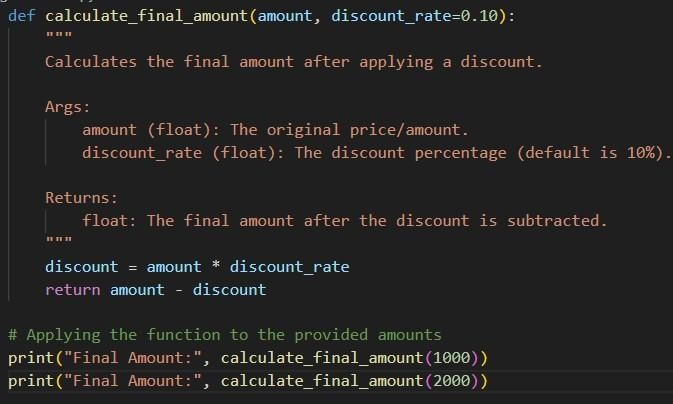 def calculate_final_amount(amount, discount_rate=0.10):
    """
    Calculates the final amount after applying a discount.

    Args:
        amount (float): The original price/amount.
        discount_rate (float): The discount percentage (default is 10%).

    Returns:
        float: The final amount after the discount is subtracted.
    """
    discount = amount * discount_rate
    return amount - discount

# Applying the function to the provided amounts
print("Final Amount:", calculate_final_amount(1000))
print("Final Amount:", calculate_final_amount(2000))